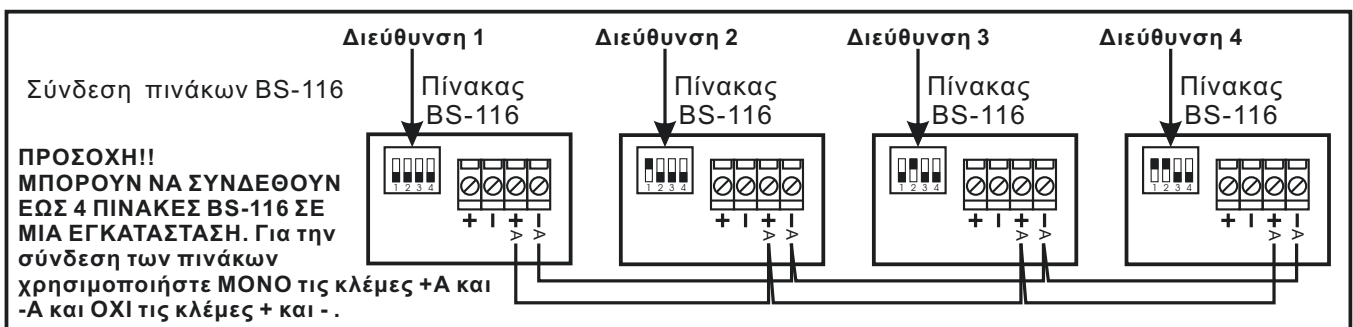 Διεύθυνση 1 Διεύθυνση 2 Διεύθυνση 3 Διεύθυνση 4
Σύνδεση πινάκων BS-116
Πίνακας Πίνακας Πίνακας Πίνακας
BS-116 BS-116 BS-116 BS-116
ΠΡΟΣΟΧΗ!!
ΜΠΟΡΟΥΝ ΝΑ ΣΥΝΔΕΘΟΥΝ
ΕΩΣ 4 ΠΙΝΑΚΕΣ BS-116 ΣΕ
ΜΙΑ ΕΓΚΑΤΑΣΤΑΣΗ. Για την
σύνδεση των πινάκων
χρησιμοποιήστε ΜΟΝΟ τις κλέμες +Α και
-Α και ΟΧΙ τις κλέμες + και - .
1 2 3 4 1 2 3 4 1 2 3 4 1 2 3 4
+ - +A -A + - +A -A + - +A -A + - +A -A